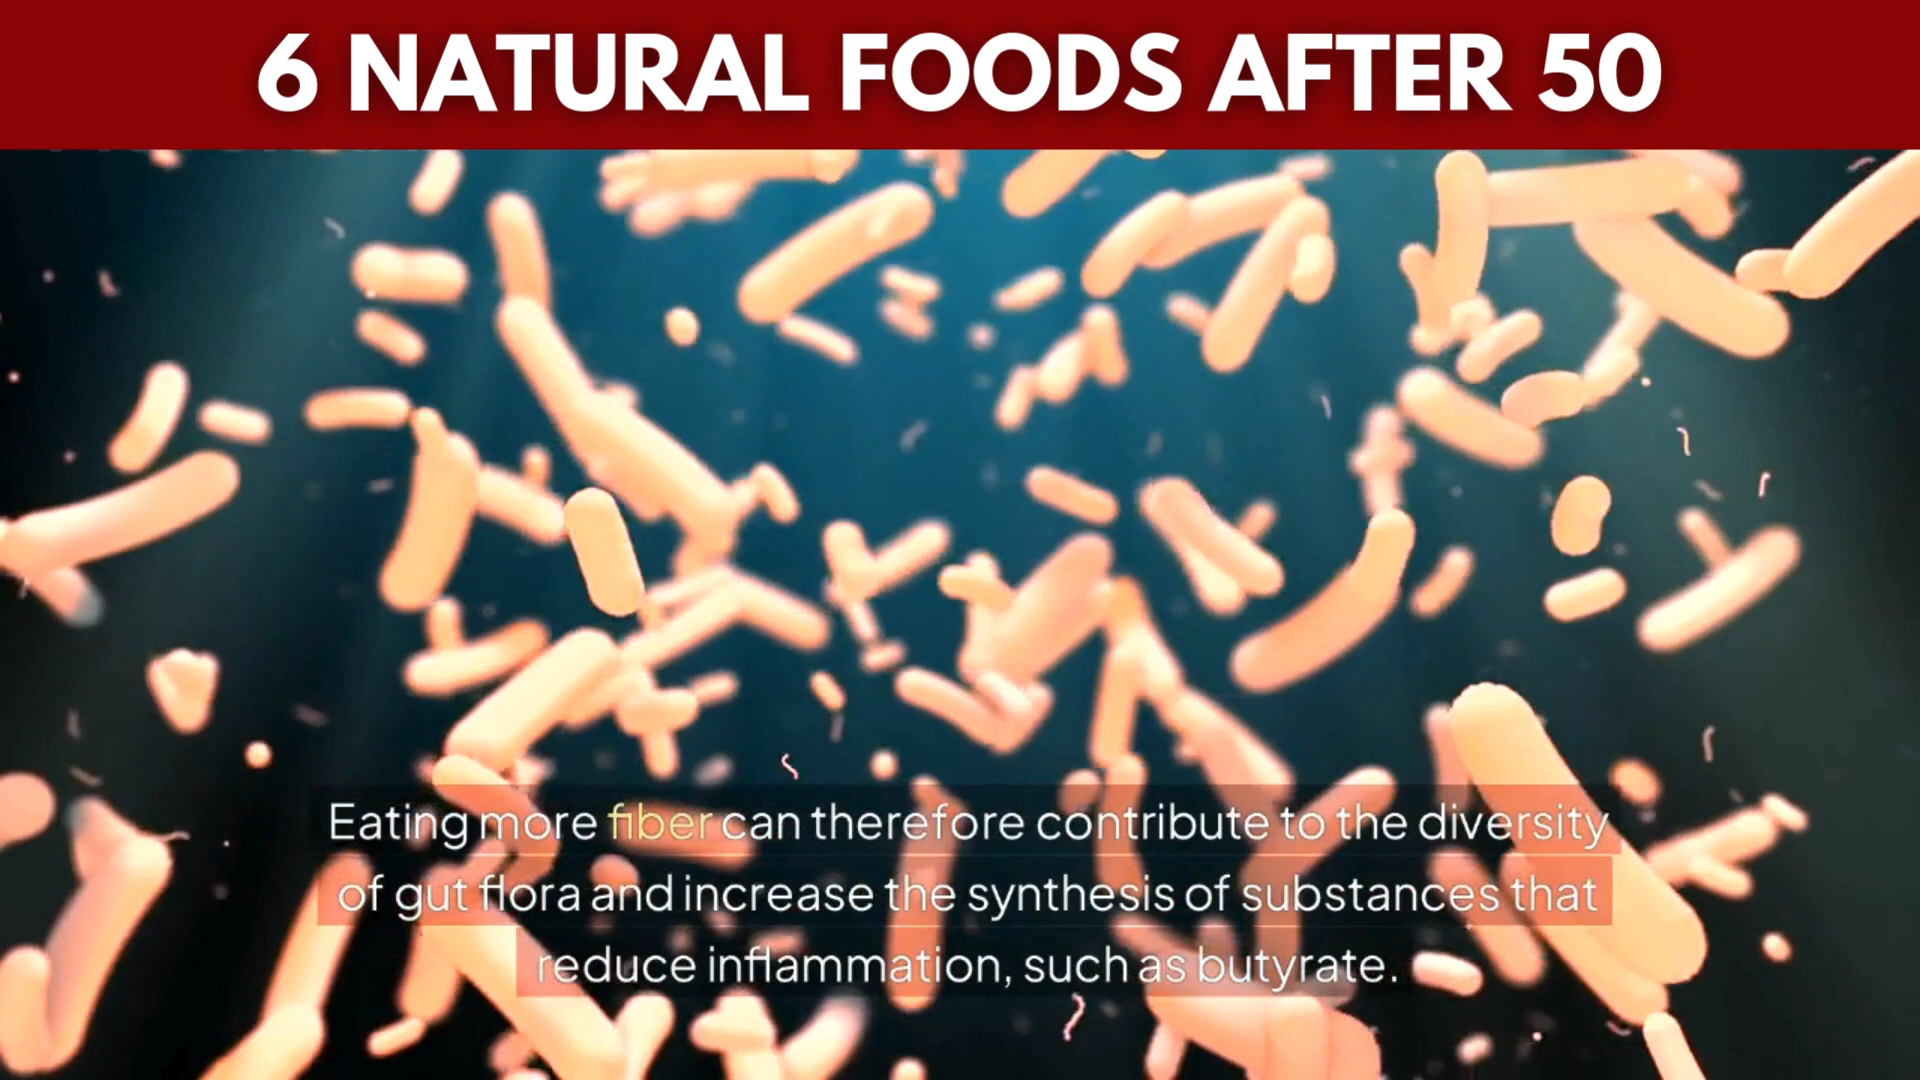 6 NATURAL FOODS AFTER 50
Eating more fiber can therefore contribute to the diversity
of gut flora and increase the synthesis of substances that
reduce inflammation, such as butyrate.